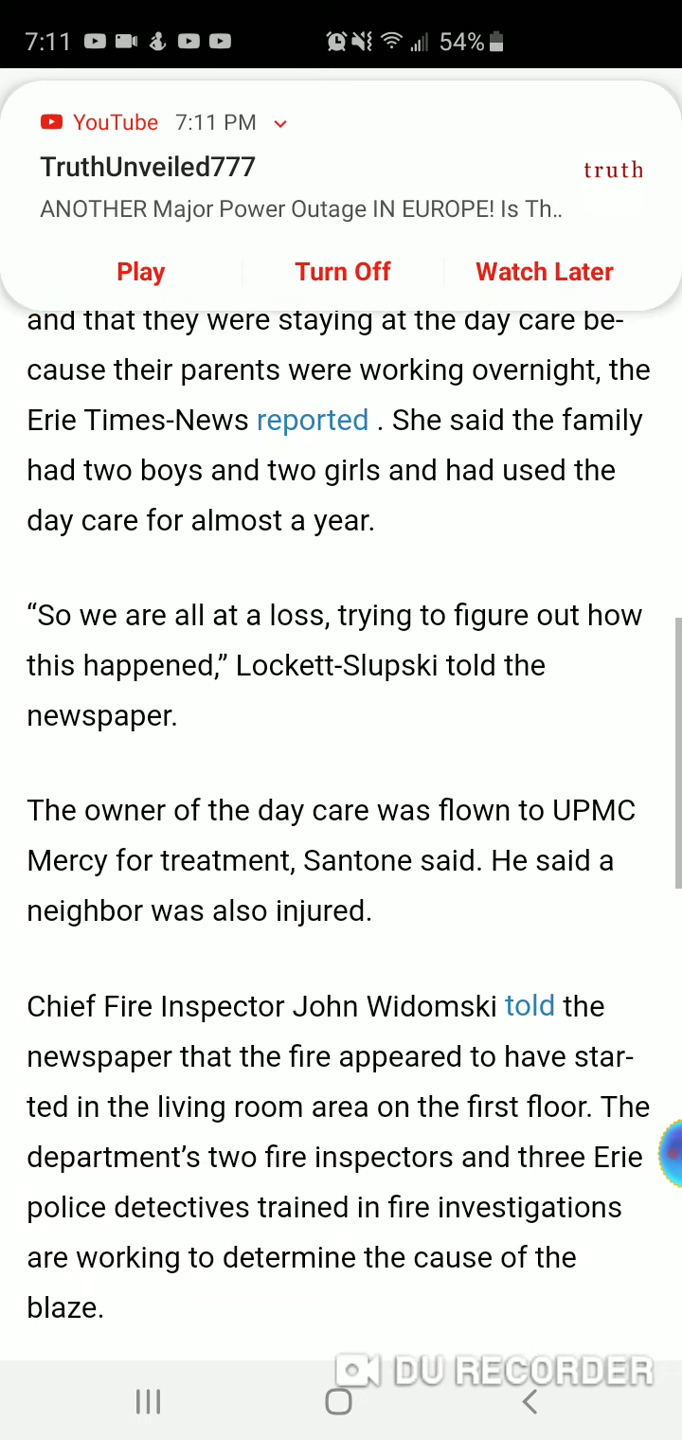 7:11 54%
YouTube 7:11 PM
TruthUnveiled777
truth
ANOTHER Major Power Outage IN EUROPE! Is Th..
Play Turn Off Watch Later
and that they were staying at the day care be-
cause their parents were working overnight, the
Erie Times-News reported . She said the family
had two boys and two girls and had used the
day care for almost a year.
“So we are all at a loss, trying to figure out how
this happened,” Lockett-Slupski told the
newspaper.
The owner of the day care was flown to UPMC
Mercy for treatment, Santone said. He said a
neighbor was also injured.
Chief Fire Inspector John Widomski told the
newspaper that the fire appeared to have star-
ted in the living room area on the first floor. The
department’s two fire inspectors and three Erie
police detectives trained in fire investigations
are working to determine the cause of the
blaze.
DU RECORDER